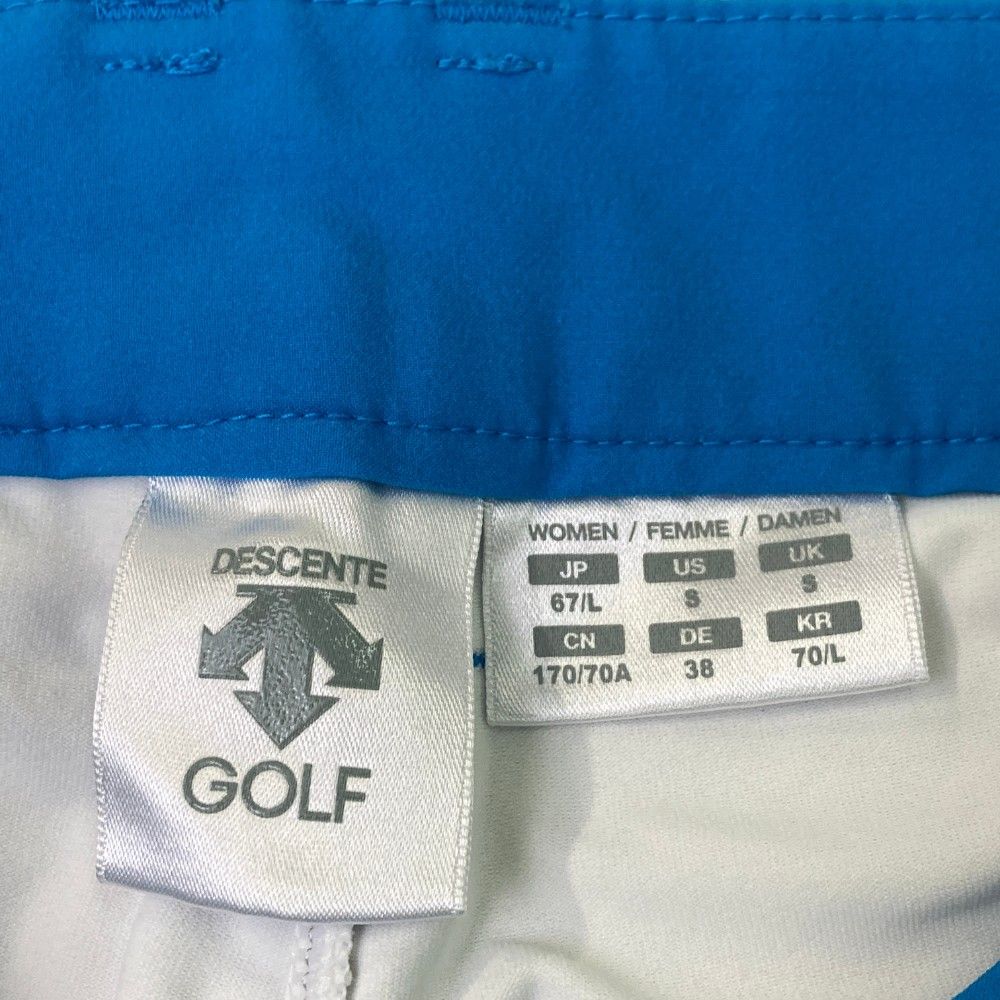 DESCENTE
GOLF
WOMEN / FEMME / DAMEN
JP US UK
67/L S S
CN DE KR
170/70A 38 70/L